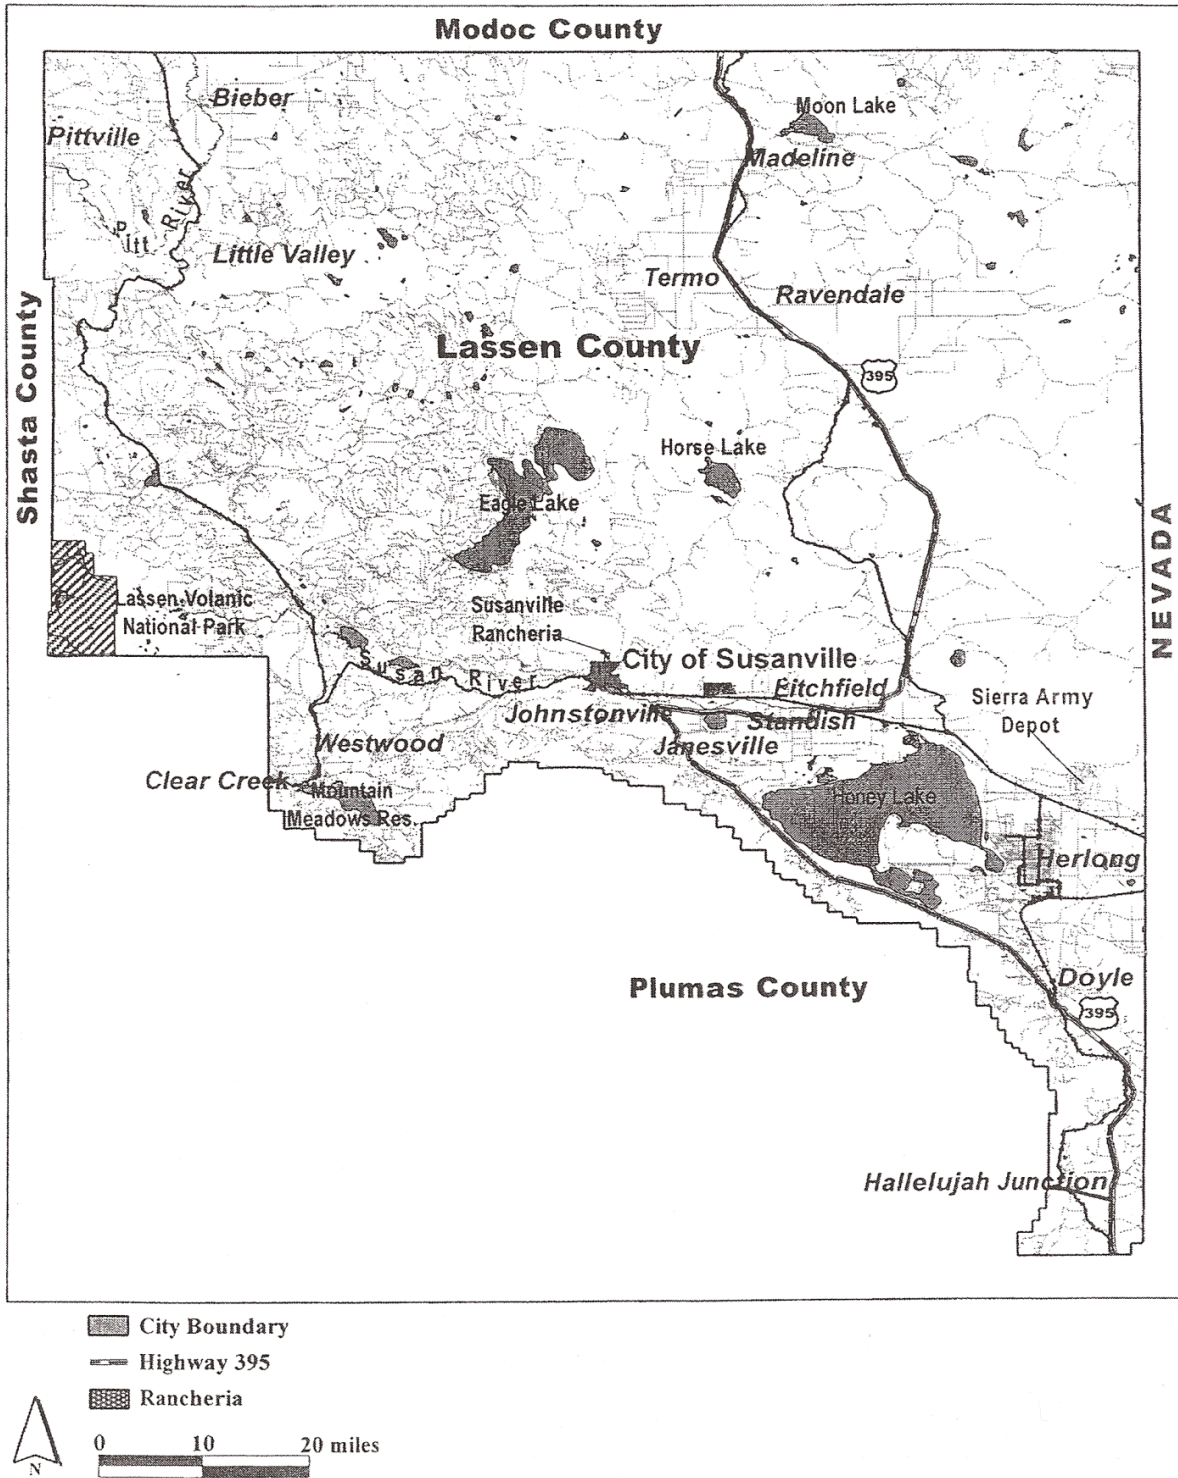 Modoc County
Bieber
Moon Lake
Pittville
Madeline
Pitt River
Little Valley
Termo
Ravendale
Shasta County
Lassen County
395
Horse Lake
Eagle Lake
NEVADA
Lassen Volanic
National Park
Susanville
Rancheria
Susan River
City of Susanville
Litchfield
Sierra Army
Depot
Johnstonville
Standish
Janesville
Westwood
Clear Creek
Mountain
Meadows Res.
Honey Lake
Herlong
Plumas County
Doyle
395
Hallelujah Junction
City Boundary
Highway 395
Rancheria
0 10 20 miles
N